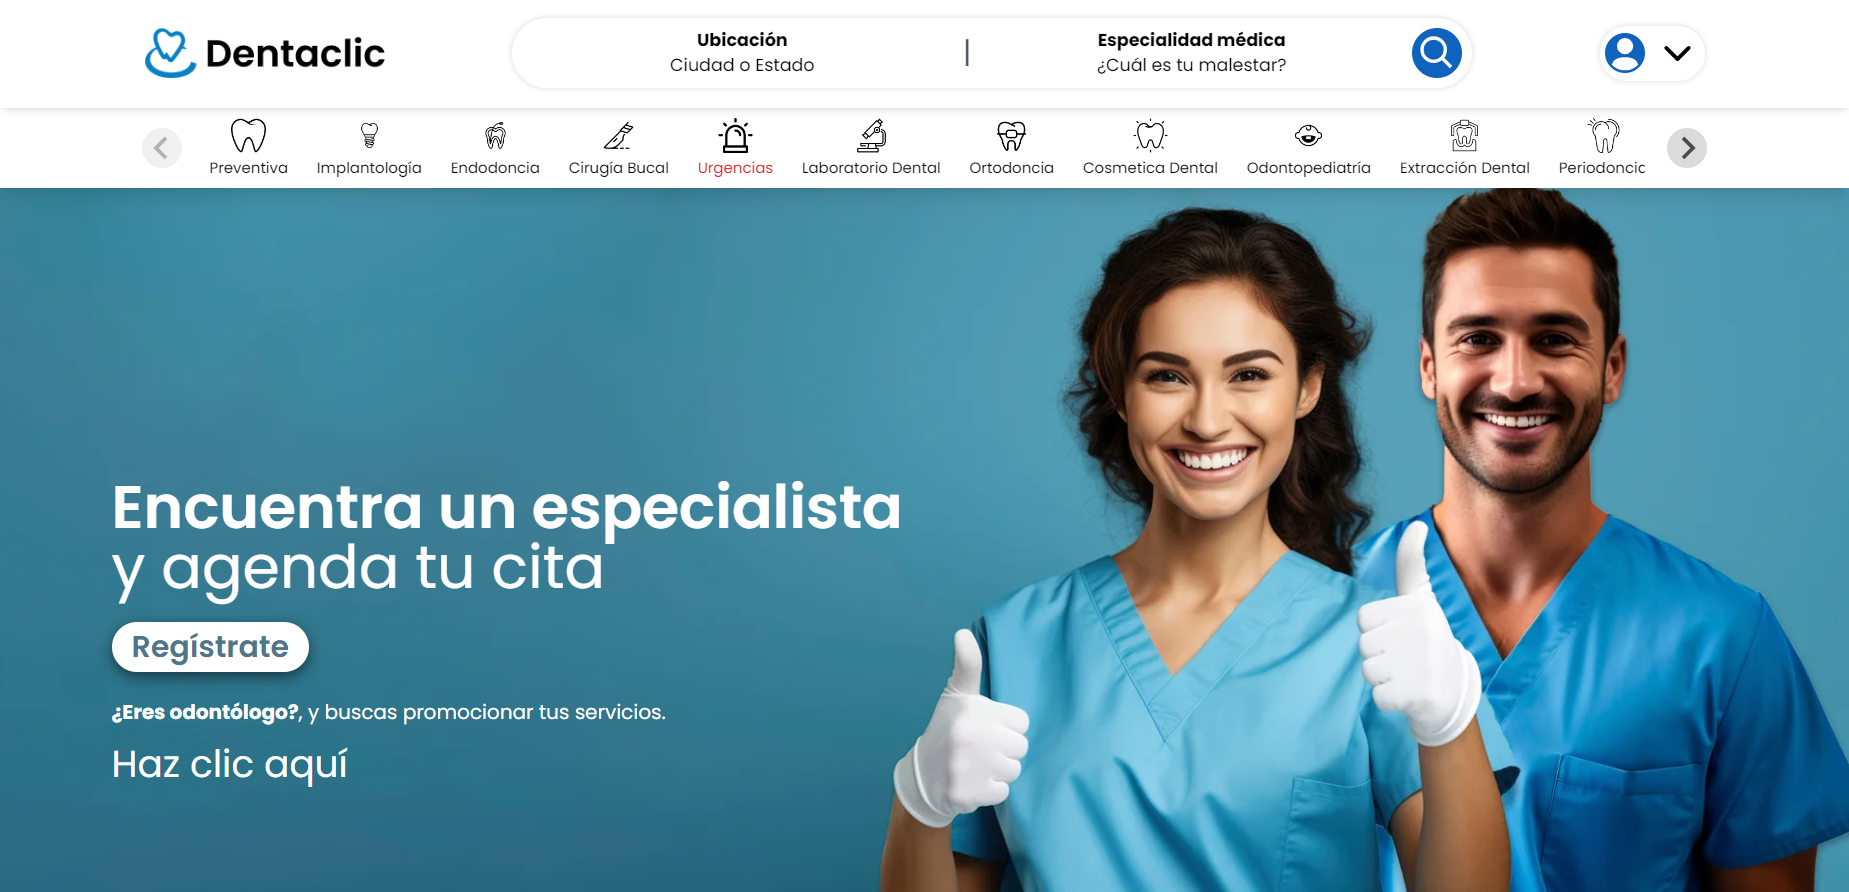 Dentaclic
Ubicación
Ciudad o Estado
|
Especialidad médica
¿Cuál es tu malestar?
Preventiva
Implantología
Endodoncia
Cirugía Bucal
Urgencias
Laboratorio Dental
Ortodoncia
Cosmetica Dental
Odontopediatría
Extracción Dental
Periodonci
Encuentra un especialista
y agenda tu cita
Regístrate
¿Eres odontólogo?, y buscas promocionar tus servicios.
Haz clic aquí